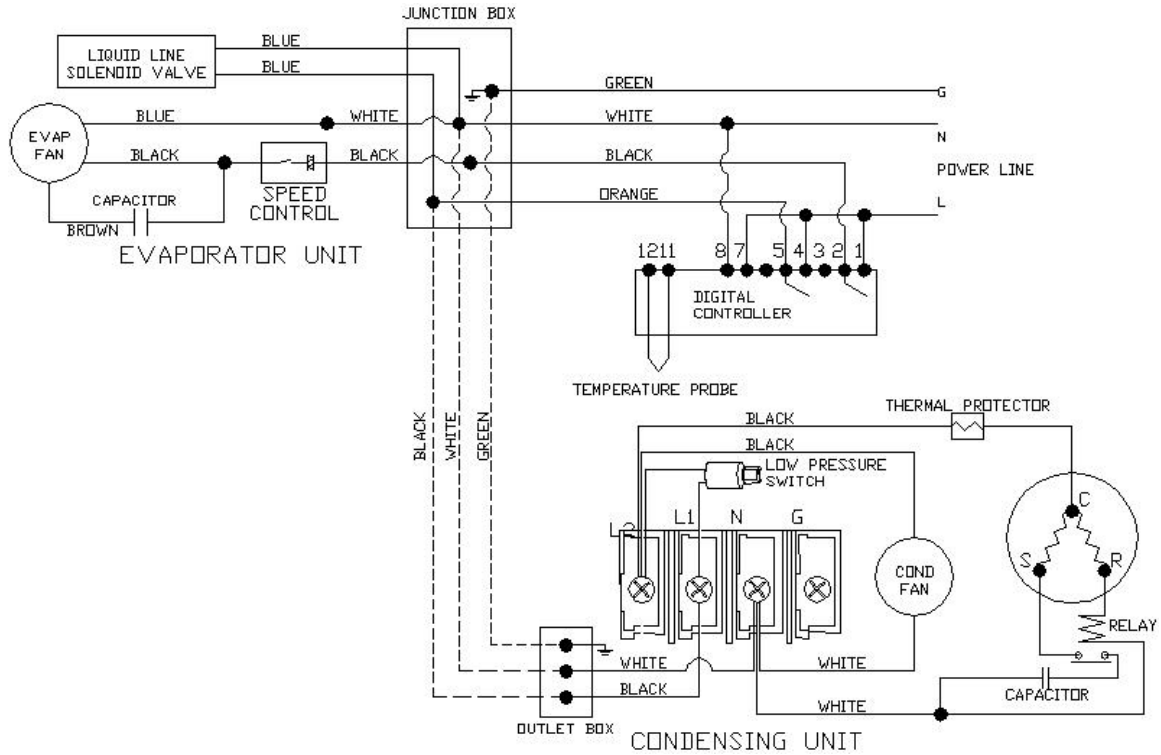 JUNCTION BOX
LIQUID LINE
SOLENOID VALVE
BLUE
BLUE
GREEN
G
EVAP
FAN
BLUE
WHITE
WHITE
N
BLACK
BLACK
BLACK
POWER LINE
CAPACITOR
BROWN
SPEED
CONTROL
ORANGE
L
EVAPORATOR UNIT
12 11 8 7 5 4 3 2 1
DIGITAL
CONTROLLER
TEMPERATURE PROBE
BLACK
WHITE
GREEN
BLACK
THERMAL PROTECTOR
BLACK
LOW PRESSURE
SWITCH
L2 L1 N G
C
S
R
COND
FAN
RELAY
WHITE
WHITE
BLACK
CAPACITOR
WHITE
OUTLET BOX
CONDENSING UNIT